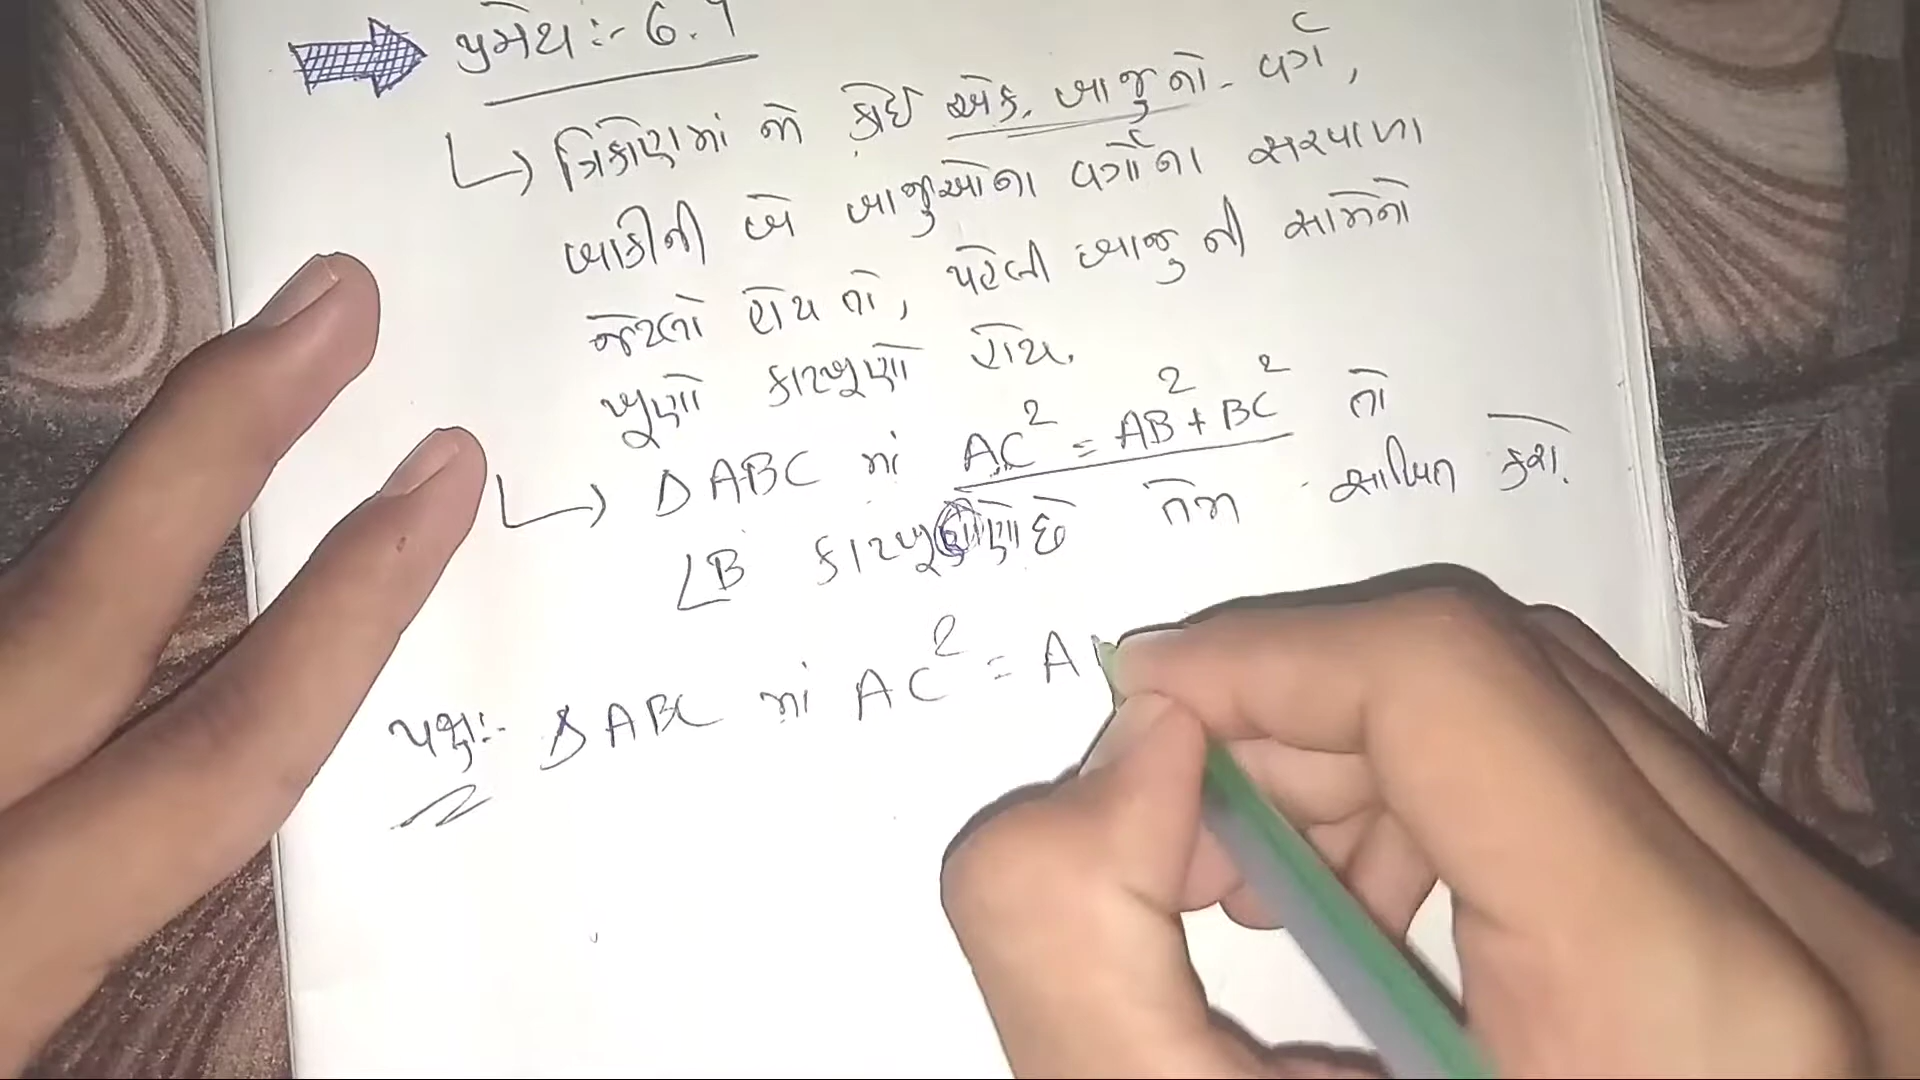 પ્રમેય :- 6.9
ત્રિકોણમાં જો કોઈ એક બાજુનો વર્ગ,
બાકીની બે બાજુઓના વર્ગોના સરવાળા
જેટલો હોય તો, પહેલી બાજુ ની સામેનો
ખૂણો કાટખૂણો હોય.
Δ ABC માં AC² = AB² + BC² તો
∠B કાટખૂણો છે તેમ સાબિત કરો.
પક્ષ :- Δ ABC માં AC² = A